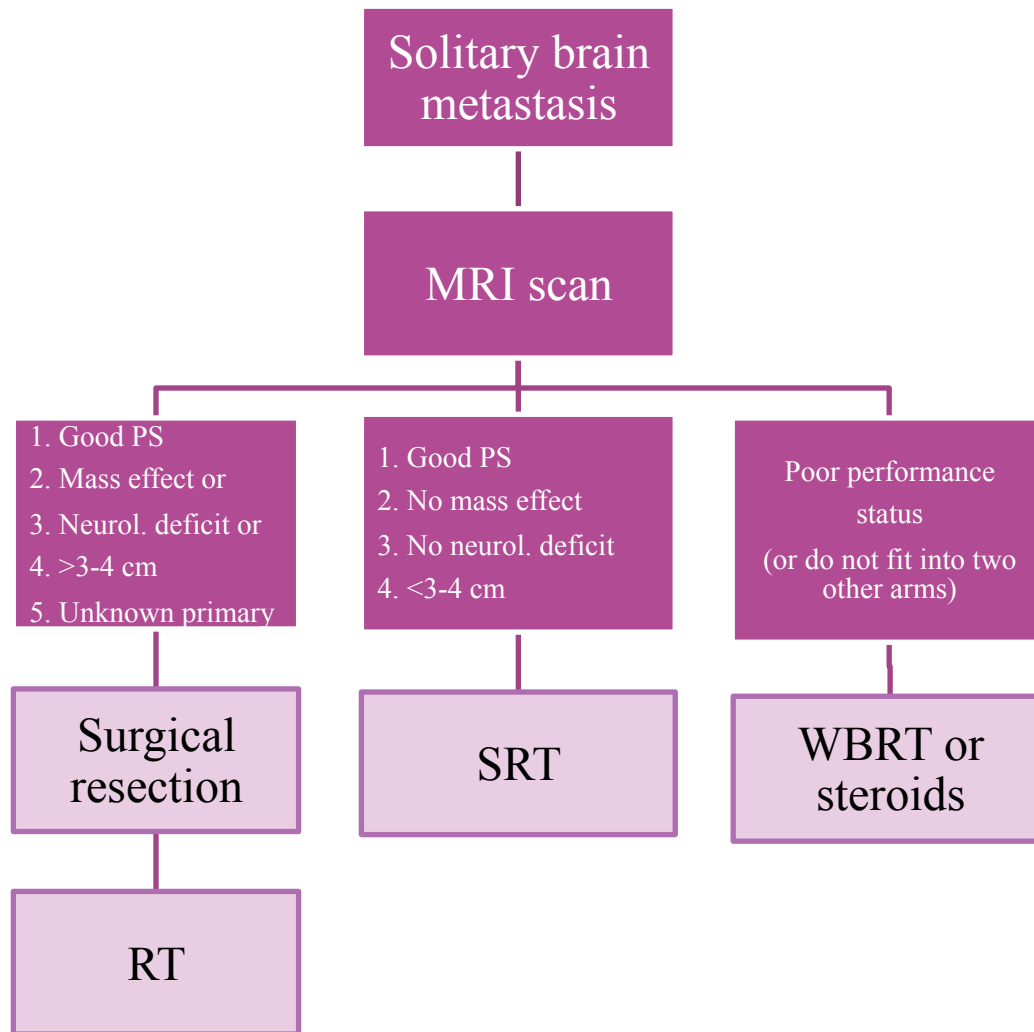 Solitary brain
metastasis
MRI scan
1. Good PS
2. Mass effect or
3. Neurol. deficit or
4. >3-4 cm
5. Unknown primary
1. Good PS
2. No mass effect
3. No neurol. deficit
4. <3-4 cm
Poor performance
status
(or do not fit into two
other arms)
Surgical
resection
SRT
WBRT or
steroids
RT